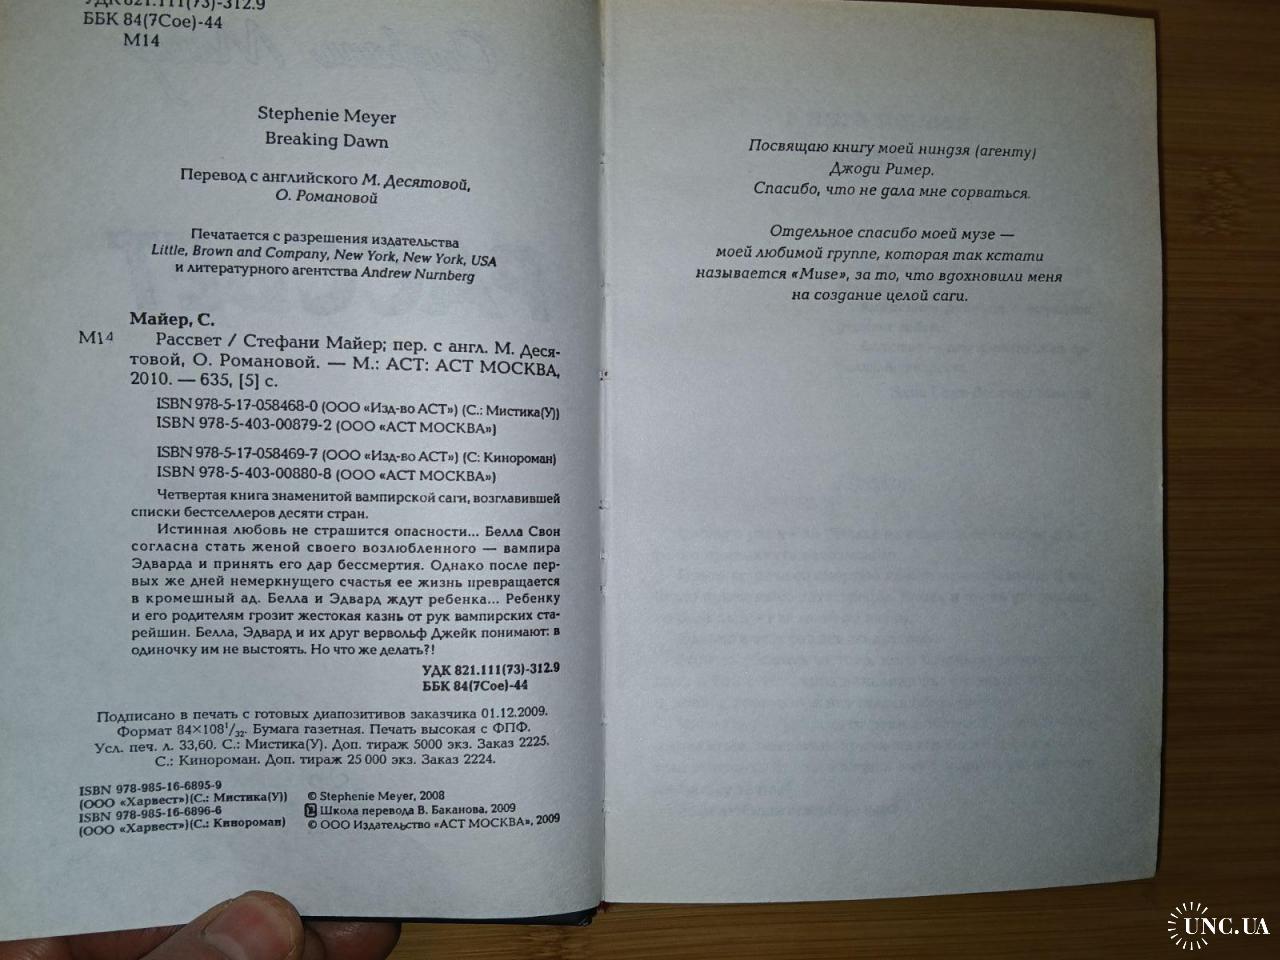 УДК 821.111(73)-312.9
ББК 84(7Сое)-44
М14
Stephenie Meyer
Breaking Dawn
Перевод с английского М. Десятовой,
О. Романовой
Печатается с разрешения издательства
Little, Brown and Company, New York, New York, USA
и литературного агентства Andrew Nurnberg
Майер, С.
М14 Рассвет / Стефани Майер; пер. с англ. М. Деся-
товой, О. Романовой. — М.: АСТ: АСТ МОСКВА,
2010. — 635, [5] с.
ISBN 978-5-17-058468-0 (ООО «Изд-во АСТ») (С.: Мистика(У))
ISBN 978-5-403-00879-2 (ООО «АСТ МОСКВА»)
ISBN 978-5-17-058469-7 (ООО «Изд-во АСТ») (С: Кинороман)
ISBN 978-5-403-00880-8 (ООО «АСТ МОСКВА»)
Четвертая книга знаменитой вампирской саги, возглавившей
списки бестселлеров десяти стран.
Истинная любовь не страшится опасности... Белла Свон
согласна стать женой своего возлюбленного — вампира
Эдварда и принять его дар бессмертия. Однако после пер-
вых же дней немеркнущего счастья ее жизнь превращается
в кромешный ад. Белла и Эдвард ждут ребенка... Ребенку
и его родителям грозит жестокая казнь от рук вампирских ста-
рейшин. Белла, Эдвард и их друг вервольф Джейк понимают: в
одиночку им не выстоять. Но что же делать?!
УДК 821.111(73)-312.9
ББК 84(7Сое)-44
Подписано в печать с готовых диапозитивов заказчика 01.12.2009.
Формат 84×108¹/₃₂. Бумага газетная. Печать высокая с ФПФ.
Усл. печ. л. 33,60. С.: Мистика(У). Доп. тираж 5000 экз. Заказ 2225.
С.: Кинороман. Доп. тираж 25 000 экз. Заказ 2224.
ISBN 978-985-16-6895-9
(ООО «Харвест»)(С.: Мистика(У))
ISBN 978-985-16-6896-6
(ООО «Харвест»)(С.: Кинороман)
© Stephenie Meyer, 2008
Школа перевода В. Баканова, 2009
© ООО Издательство «АСТ МОСКВА», 2009
Посвящаю книгу моей ниндзя (агенту)
Джоди Ример.
Спасибо, что не дала мне сорваться.
Отдельное спасибо моей музе —
моей любимой группе, которая так кстати
называется «Muse», за то, что вдохновили меня
на создание целой саги.
UNC.UA